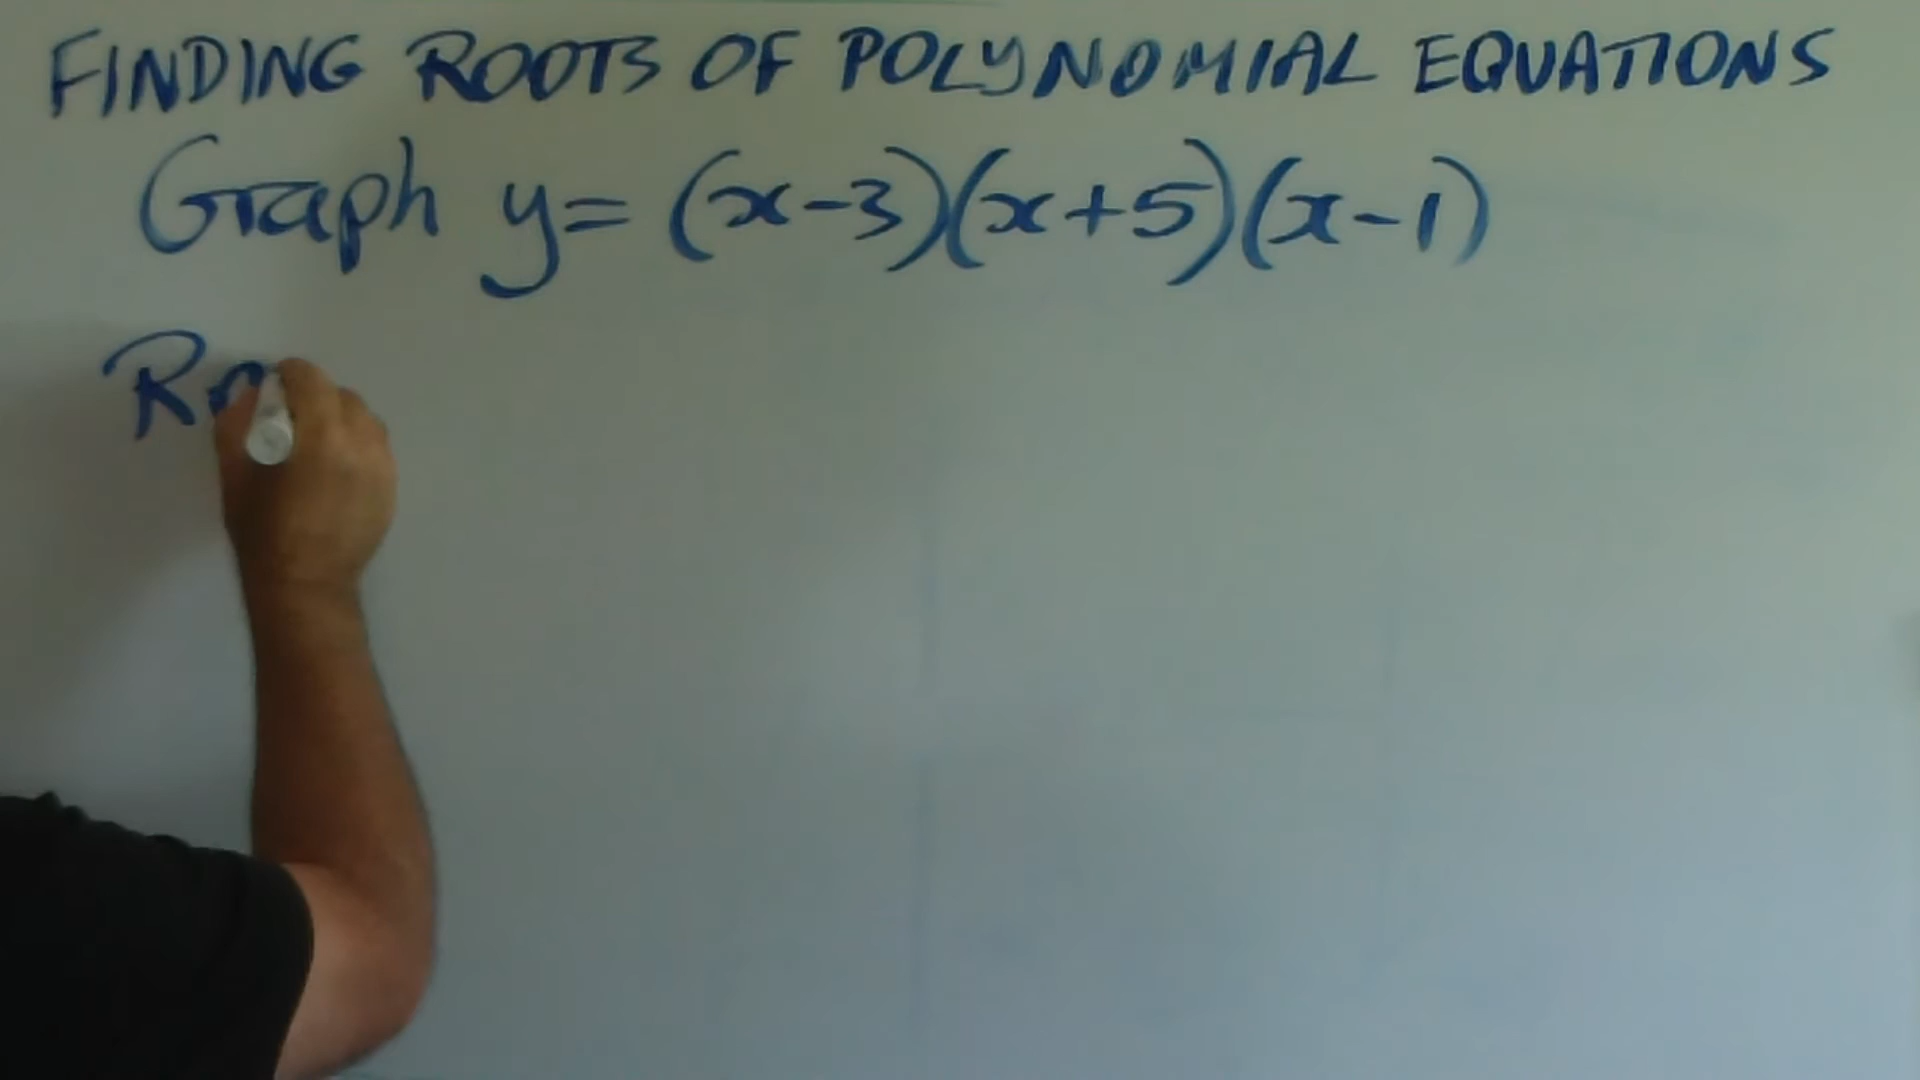 FINDING ROOTS OF POLYNOMIAL EQUATIONS
Graph y = (x-3)(x+5)(x-1)